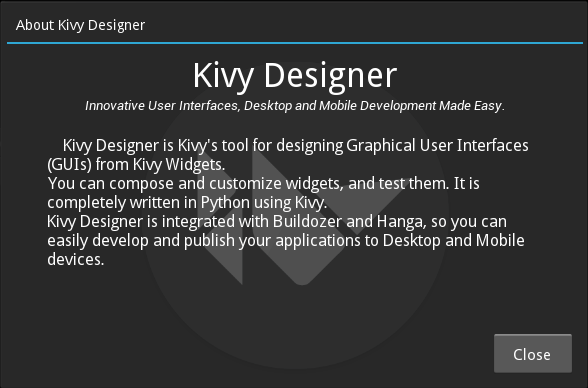 About Kivy Designer
Kivy Designer
Innovative User Interfaces, Desktop and Mobile Development Made Easy.
Kivy Designer is Kivy's tool for designing Graphical User Interfaces
(GUIs) from Kivy Widgets.
You can compose and customize widgets, and test them. It is
completely written in Python using Kivy.
Kivy Designer is integrated with Buildozer and Hanga, so you can
easily develop and publish your applications to Desktop and Mobile
devices.
Close